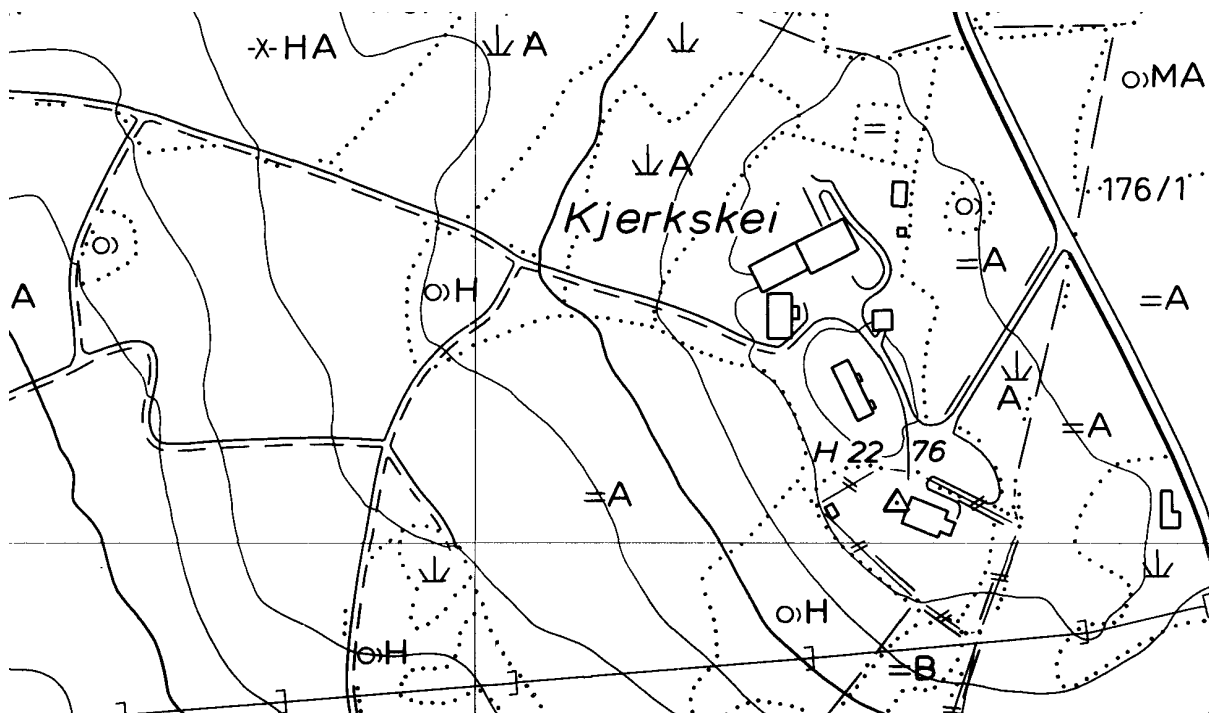 -X-HA
A
O)MA
A
176/1
Kjerkskei
=
O)
O)
=A
A
O)H
=A
A
=A
H 22 76
=A
O)H
O)H
=B